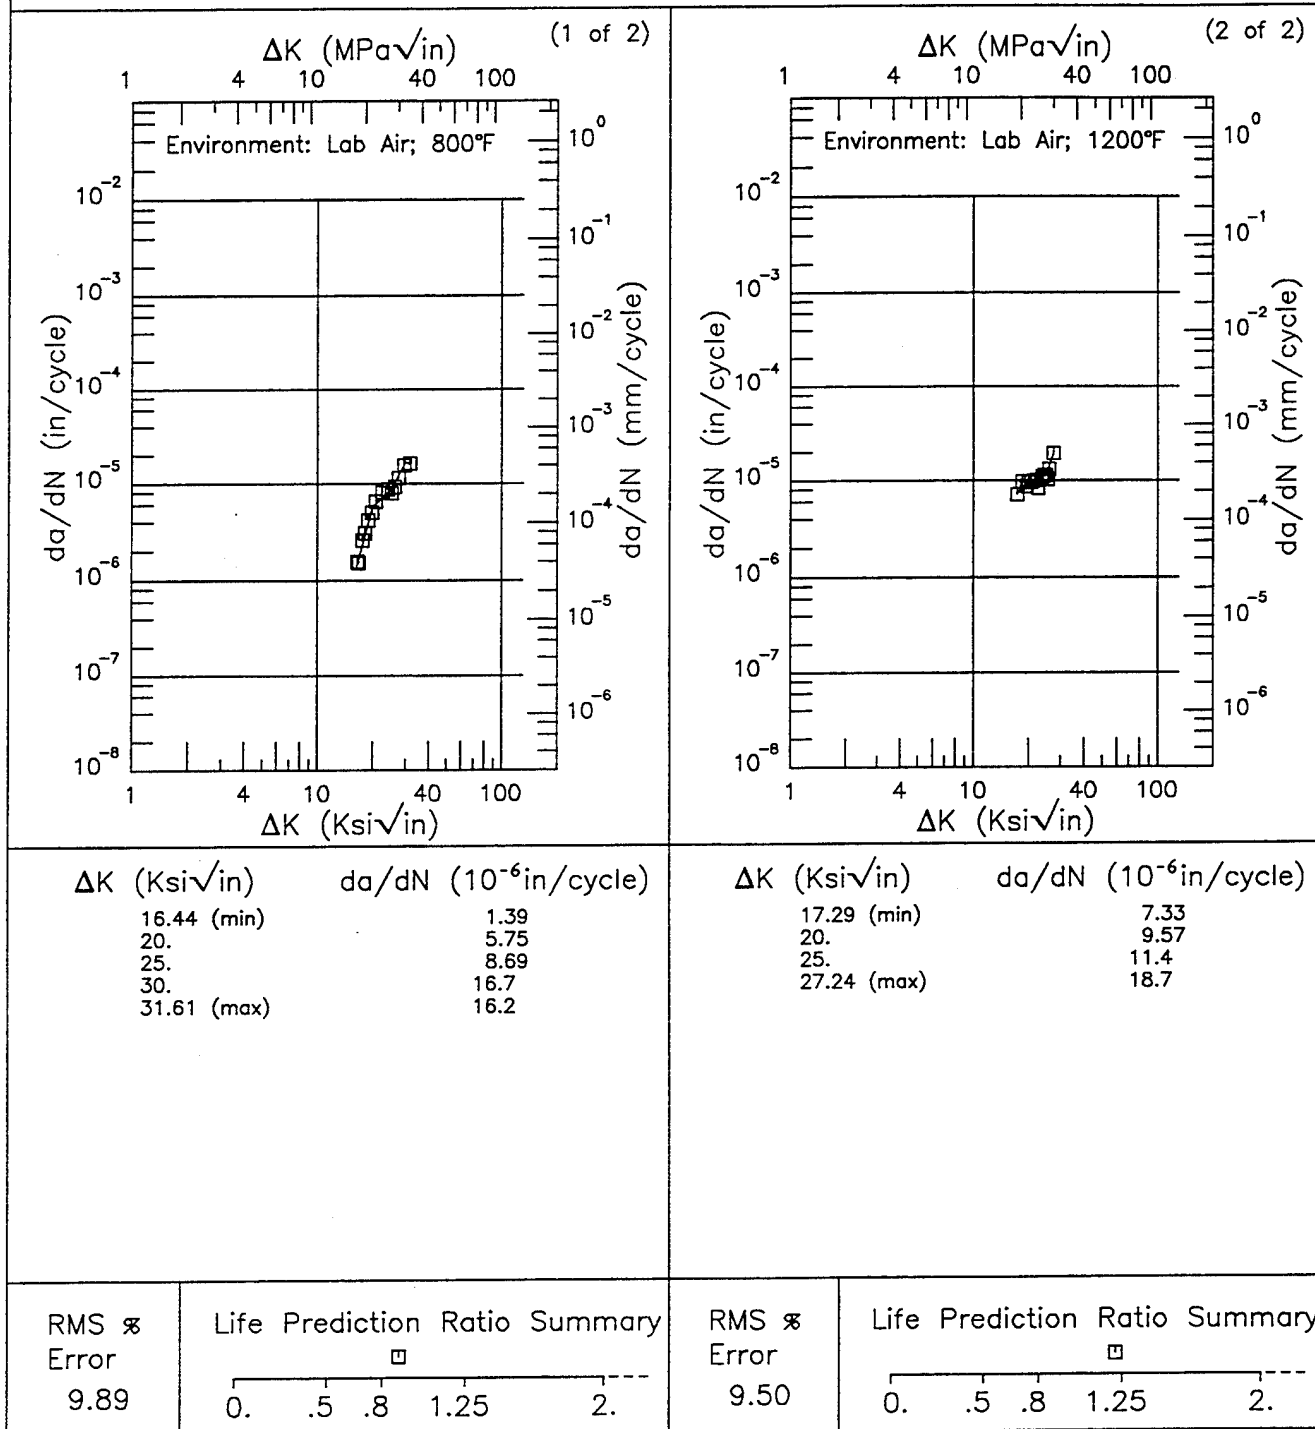 (1 of 2)
ΔK (MPa√in)
1 4 10 40 100
Environment: Lab Air; 800°F
10⁻²
10⁻³
10⁻⁴
10⁻⁵
10⁻⁶
10⁻⁷
10⁻⁸
da/dN (in/cycle)
10⁰
10⁻¹
10⁻²
10⁻³
10⁻⁴
10⁻⁵
10⁻⁶
da/dN (mm/cycle)
1 4 10 40 100
ΔK (Ksi√in)
ΔK (Ksi√in) da/dN (10⁻⁶in/cycle)
16.44 (min) 1.39
20. 5.75
25. 8.69
30. 16.7
31.61 (max) 16.2
RMS %
Error
9.89
Life Prediction Ratio Summary
0. .5 .8 1.25 2.
(2 of 2)
ΔK (MPa√in)
1 4 10 40 100
Environment: Lab Air; 1200°F
10⁻²
10⁻³
10⁻⁴
10⁻⁵
10⁻⁶
10⁻⁷
10⁻⁸
da/dN (in/cycle)
10⁰
10⁻¹
10⁻²
10⁻³
10⁻⁴
10⁻⁵
10⁻⁶
da/dN (mm/cycle)
1 4 10 40 100
ΔK (Ksi√in)
ΔK (Ksi√in) da/dN (10⁻⁶in/cycle)
17.29 (min) 7.33
20. 9.57
25. 11.4
27.24 (max) 18.7
RMS %
Error
9.50
Life Prediction Ratio Summary
0. .5 .8 1.25 2.